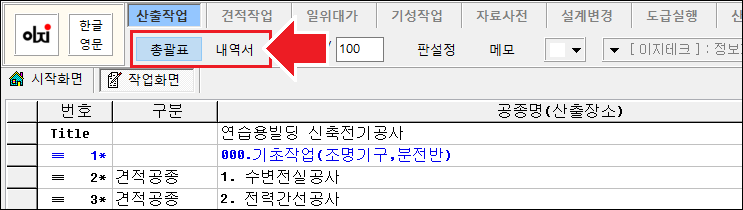 이지 한글 영문
산출작업 견적작업 일위대가 기성작업 자료사전 설계변경 도급실행
총괄표 내역서 / 100 판설정 메모 [ 이지테크 ] : 정보
시작화면 작업화면
번호 구분 공종명(산출장소)
Title 연습용빌딩 신축전기공사
= 1* 000.기초작업(조명기구,분전반)
= 2* 견적공종 1. 수변전실공사
= 3* 견적공종 2. 전력간선공사